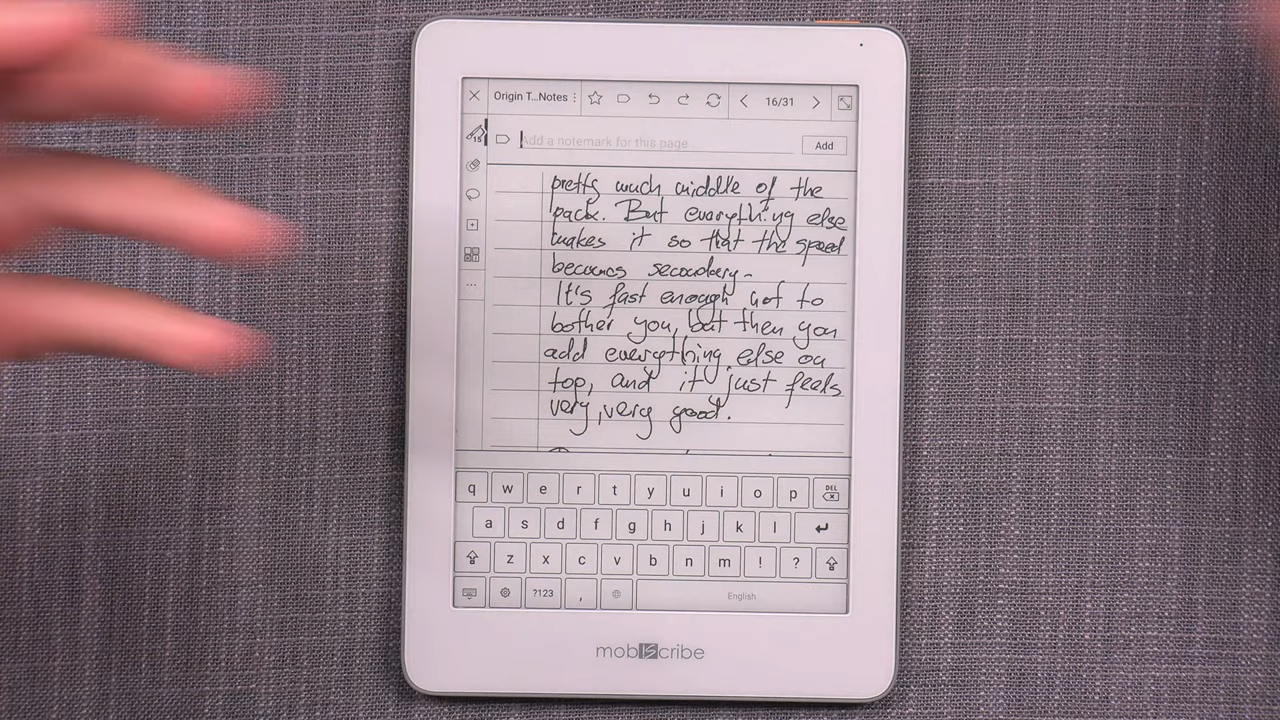 Origin T...Notes
16/31
15
Add a notemark for this page
Add
pretty much middle of the
pack. But everything else
makes it so that the speed
becomes secondary-
It's fast enough not to
bother you, but then you
add everything else on
top, and it just feels
very, very good.
q w e r t y u i o p DEL
a s d f g h j k l
z x c v b n m ! ?
?123 , English
mobiscribe